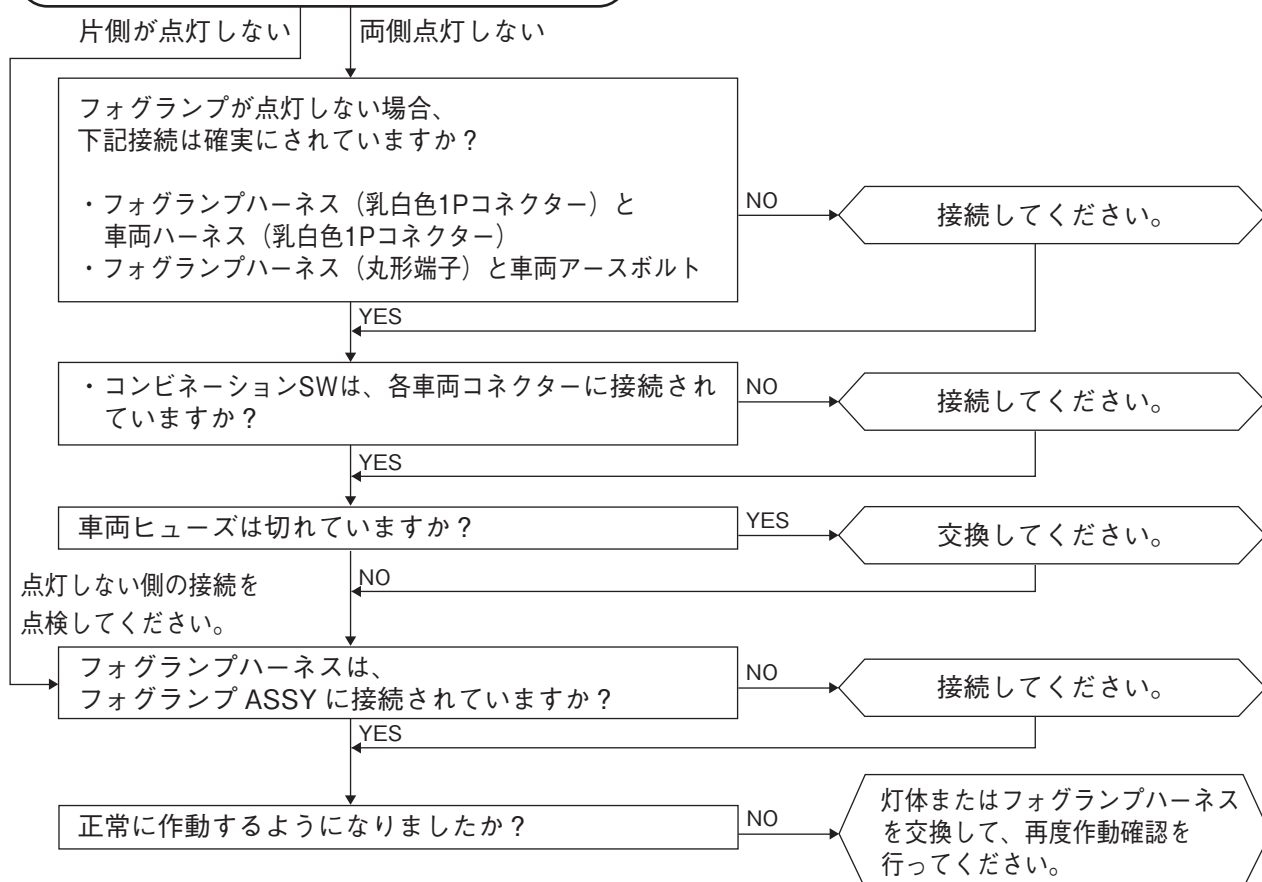 片側が点灯しない
両側点灯しない
フォグランプが点灯しない場合、
下記接続は確実にされていますか？
・フォグランプハーネス（乳白色1Pコネクター）と
車両ハーネス（乳白色1Pコネクター）
・フォグランプハーネス（丸形端子）と車両アースボルト
NO
接続してください。
YES
・コンビネーションSWは、各車両コネクターに接続され
ていますか？
NO
接続してください。
YES
車両ヒューズは切れていますか？
YES
交換してください。
NO
点灯しない側の接続を
点検してください。
フォグランプハーネスは、
フォグランプ ASSY に接続されていますか？
NO
接続してください。
YES
正常に作動するようになりましたか？
NO
灯体またはフォグランプハーネス
を交換して、再度作動確認を
行ってください。